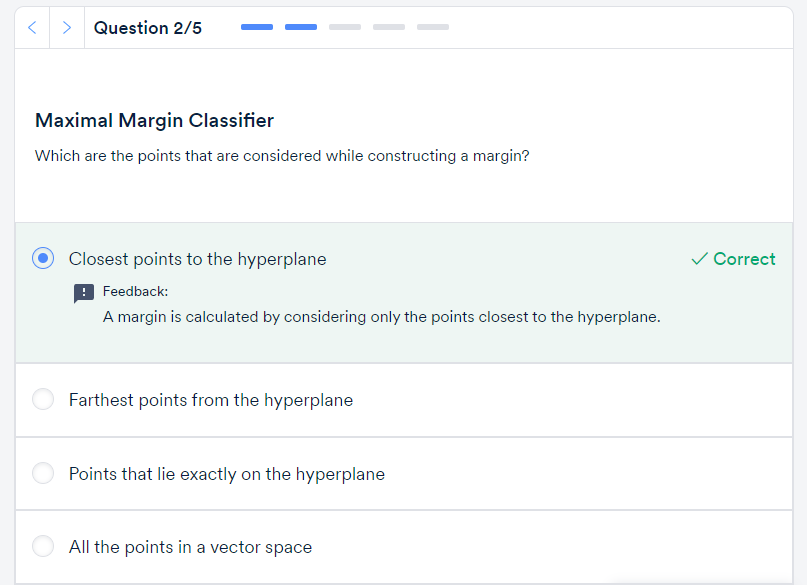 Question 2/5
Maximal Margin Classifier
Which are the points that are considered while constructing a margin?
Closest points to the hyperplane
Correct
Feedback:
A margin is calculated by considering only the points closest to the hyperplane.
Farthest points from the hyperplane
Points that lie exactly on the hyperplane
All the points in a vector space